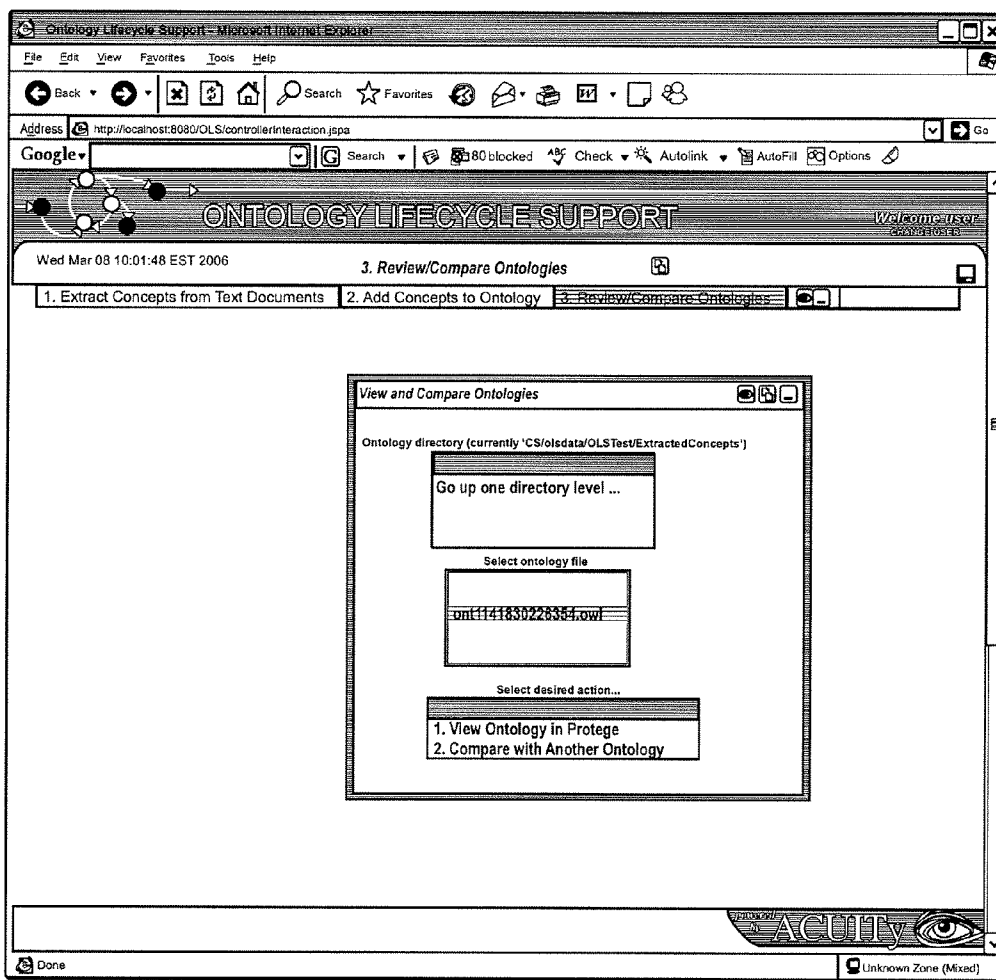 Ontology Lifecycle Support - Microsoft Internet Explorer
File Edit View Favorites Tools Help
Back Search Favorites
Address http://localhost:8080/OLS/controllerInteraction.jspa Go
Google G Search 80 blocked ABC Check Autolink AutoFill Options
ONTOLOGY LIFECYCLE SUPPORT
Welcome user
CHANGE USER
Wed Mar 08 10:01:48 EST 2006 3. Review/Compare Ontologies
1. Extract Concepts from Text Documents 2. Add Concepts to Ontology 3. Review/Compare Ontologies
View and Compare Ontologies
Ontology directory (currently 'CS/olsdata/OLSTest/ExtractedConcepts')
Go up one directory level ...
Select ontology file
ont1141830226354.owl
Select desired action...
1. View Ontology in Protege
2. Compare with Another Ontology
powered by ACUITy
Done Unknown Zone (Mixed)